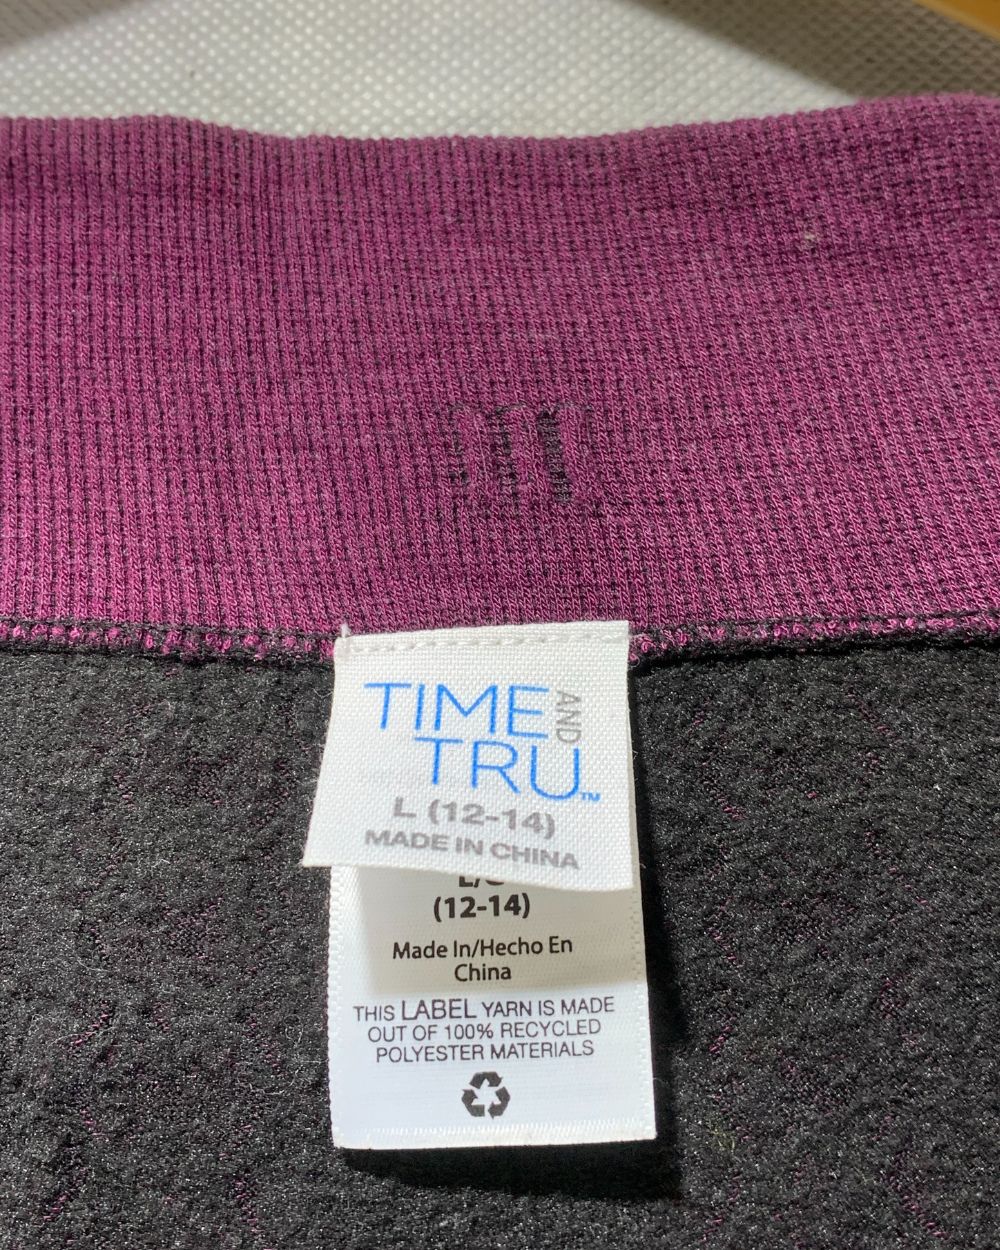 TIME AND
TRU™
L (12-14)
MADE IN CHINA
(12-14)
Made In/Hecho En
China
THIS LABEL YARN IS MADE
OUT OF 100% RECYCLED
POLYESTER MATERIALS